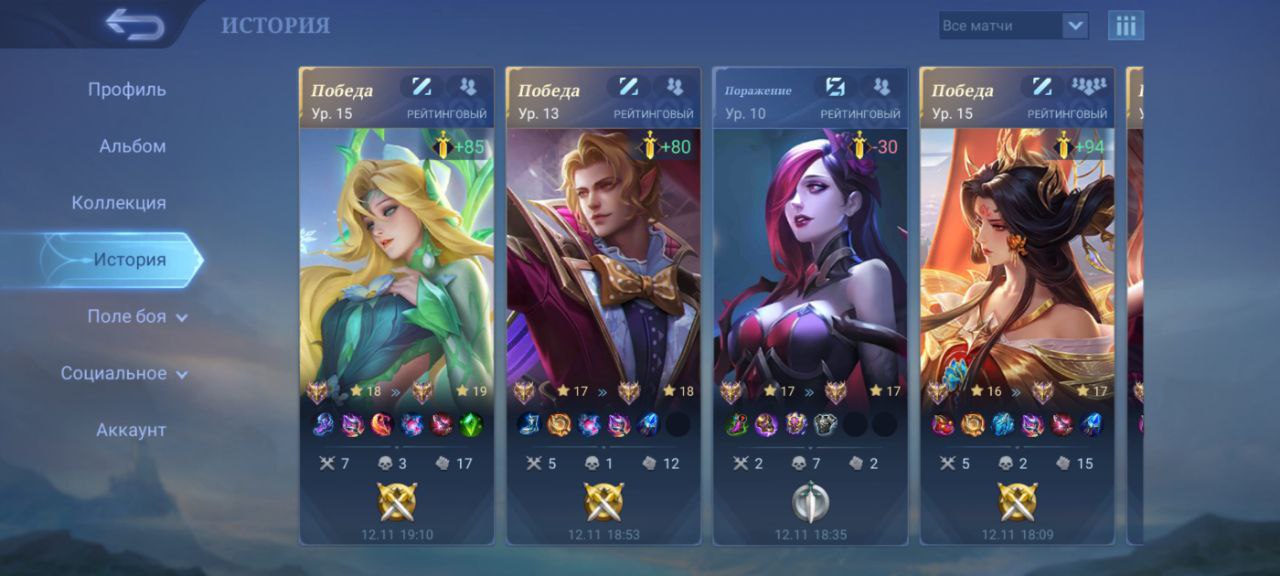 ИСТОРИЯ
Все матчи
Профиль
Альбом
Коллекция
История
Поле боя
Социальное
Аккаунт
Победа
Ур. 15 РЕЙТИНГОВЫЙ
+85
18 » 19
7 3 17
12.11 19:10
Победа
Ур. 13 РЕЙТИНГОВЫЙ
+80
17 » 18
5 1 12
12.11 18:53
Поражение
Ур. 10 РЕЙТИНГОВЫЙ
-30
17 » 17
2 7 2
12.11 18:35
Победа
Ур. 15 РЕЙТИНГОВЫЙ
+94
16 » 17
5 2 15
12.11 18:09